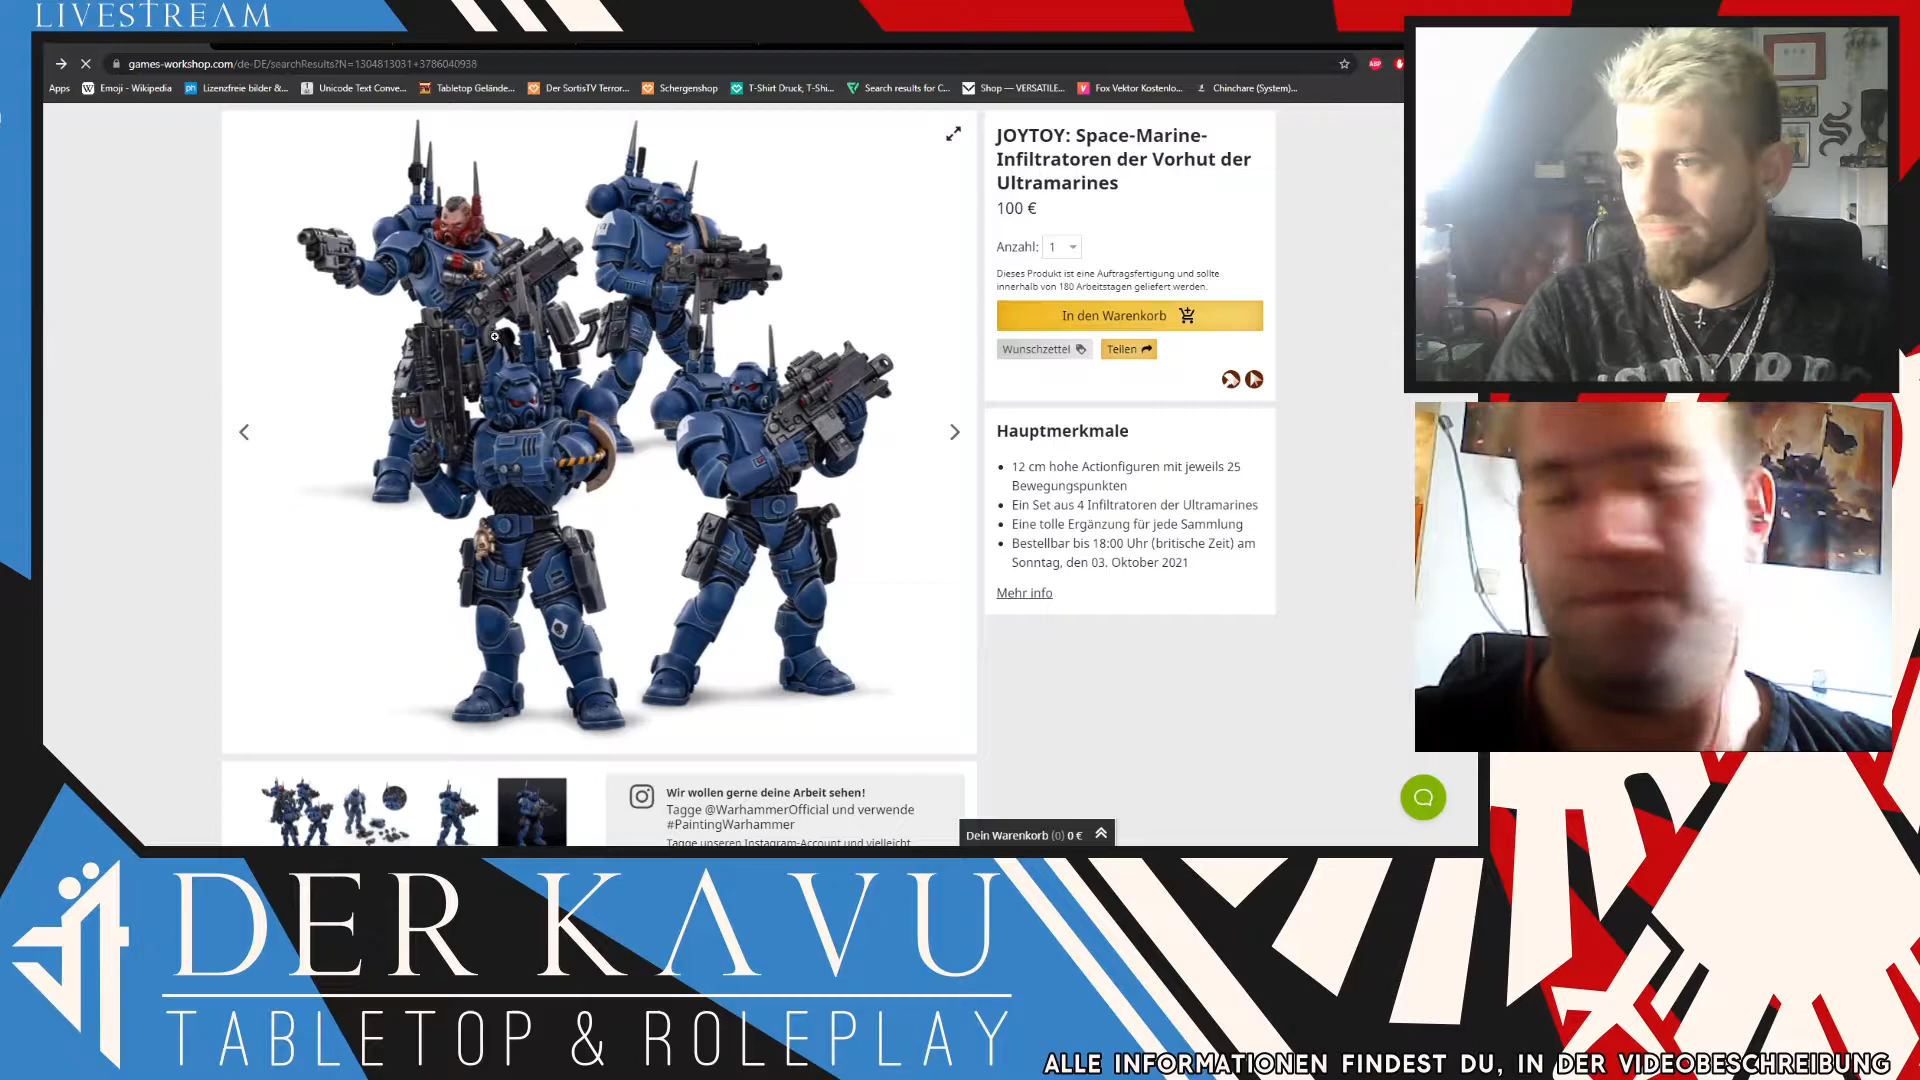 LIVESTREAM
games-workshop.com/de-DE/searchResults?N=1304813031+3786040938
Apps
Emoji - Wikipedia
Lizenzfreie bilder &...
Unicode Text Conve...
Tabletop Gelände...
Der SortisTV Terror...
Schergenshop
T-Shirt Druck, T-Shi...
Search results for C...
Shop — VERSATILE...
Fox Vektor Kostenlo...
Chinchare (System)...
JOYTOY: Space-Marine-
Infiltratoren der Vorhut der
Ultramarines
100 €
Anzahl: 1
Dieses Produkt ist eine Auftragsfertigung und sollte
innerhalb von 180 Arbeitstagen geliefert werden.
In den Warenkorb
Wunschzettel
Teilen
Hauptmerkmale
12 cm hohe Actionfiguren mit jeweils 25
Bewegungspunkten
Ein Set aus 4 Infiltratoren der Ultramarines
Eine tolle Ergänzung für jede Sammlung
Bestellbar bis 18:00 Uhr (britische Zeit) am
Sonntag, den 03. Oktober 2021
Mehr info
Wir wollen gerne deine Arbeit sehen!
Tagge @WarhammerOfficial und verwende
#PaintingWarhammer
Tagge unseren Instagram-Account und vielleicht
Dein Warenkorb (0) 0 €
DER KAVU
TABLETOP & ROLEPLAY
ALLE INFORMATIONEN FINDEST DU, IN DER VIDEOBESCHREIBUNG